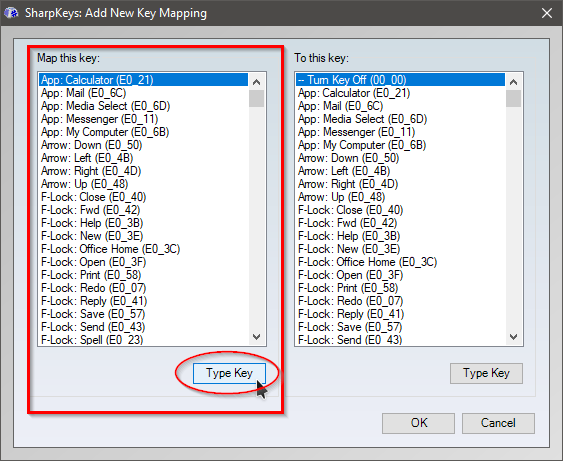 SharpKeys: Add New Key Mapping
Map this key:
App: Calculator (E0_21)
App: Mail (E0_6C)
App: Media Select (E0_6D)
App: Messenger (E0_11)
App: My Computer (E0_6B)
Arrow: Down (E0_50)
Arrow: Left (E0_4B)
Arrow: Right (E0_4D)
Arrow: Up (E0_48)
F-Lock: Close (E0_40)
F-Lock: Fwd (E0_42)
F-Lock: Help (E0_3B)
F-Lock: New (E0_3E)
F-Lock: Office Home (E0_3C)
F-Lock: Open (E0_3F)
F-Lock: Print (E0_58)
F-Lock: Redo (E0_07)
F-Lock: Reply (E0_41)
F-Lock: Save (E0_57)
F-Lock: Send (E0_43)
F-Lock: Spell (E0_23)
Type Key
To this key:
-- Turn Key Off (00_00)
App: Calculator (E0_21)
App: Mail (E0_6C)
App: Media Select (E0_6D)
App: Messenger (E0_11)
App: My Computer (E0_6B)
Arrow: Down (E0_50)
Arrow: Left (E0_4B)
Arrow: Right (E0_4D)
Arrow: Up (E0_48)
F-Lock: Close (E0_40)
F-Lock: Fwd (E0_42)
F-Lock: Help (E0_3B)
F-Lock: New (E0_3E)
F-Lock: Office Home (E0_3C)
F-Lock: Open (E0_3F)
F-Lock: Print (E0_58)
F-Lock: Redo (E0_07)
F-Lock: Reply (E0_41)
F-Lock: Save (E0_57)
F-Lock: Send (E0_43)
Type Key
OK
Cancel